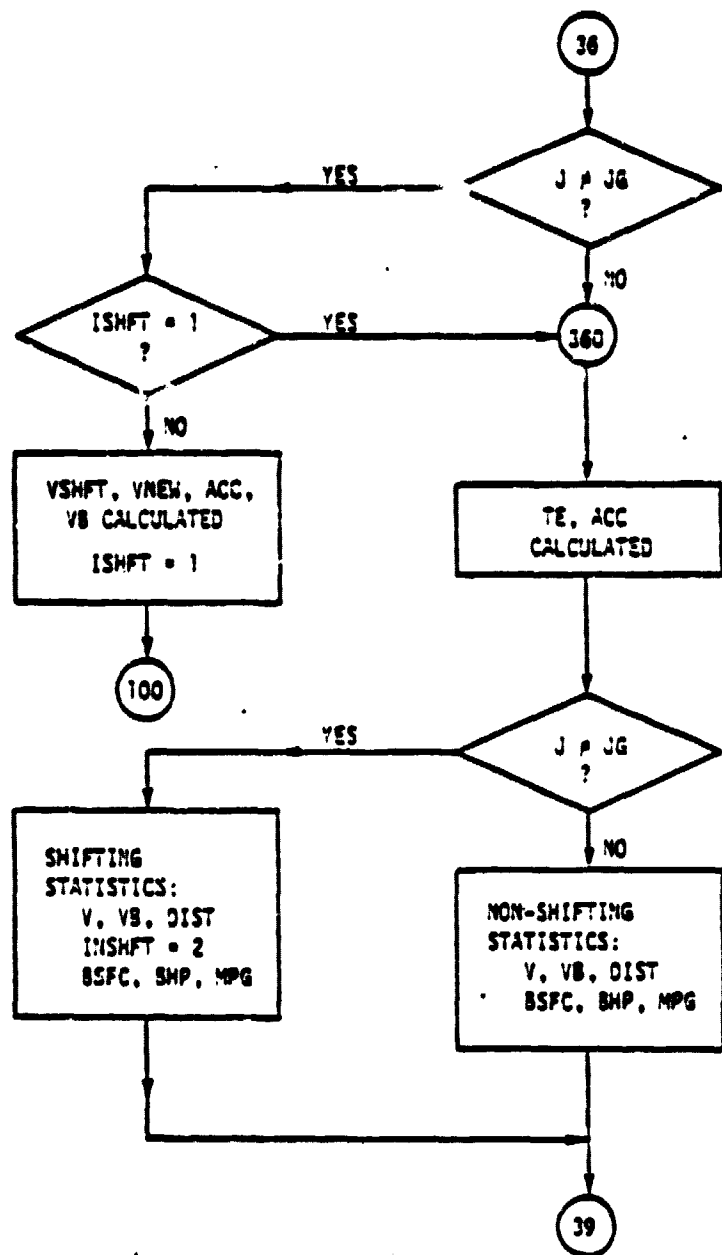 36
J ≠ JG
?
YES
NO
ISHFT = 1
?
YES
360
NO
VSHFT, VNEW, ACC,
VB CALCULATED
ISHFT = 1
TE, ACC
CALCULATED
100
J ≠ JG
?
YES
NO
SHIFTING
STATISTICS:
V, VB, DIST
INSHFT = 2
BSFC, BHP, MPG
NON-SHIFTING
STATISTICS:
V, VB, DIST
BSFC, BHP, MPG
39